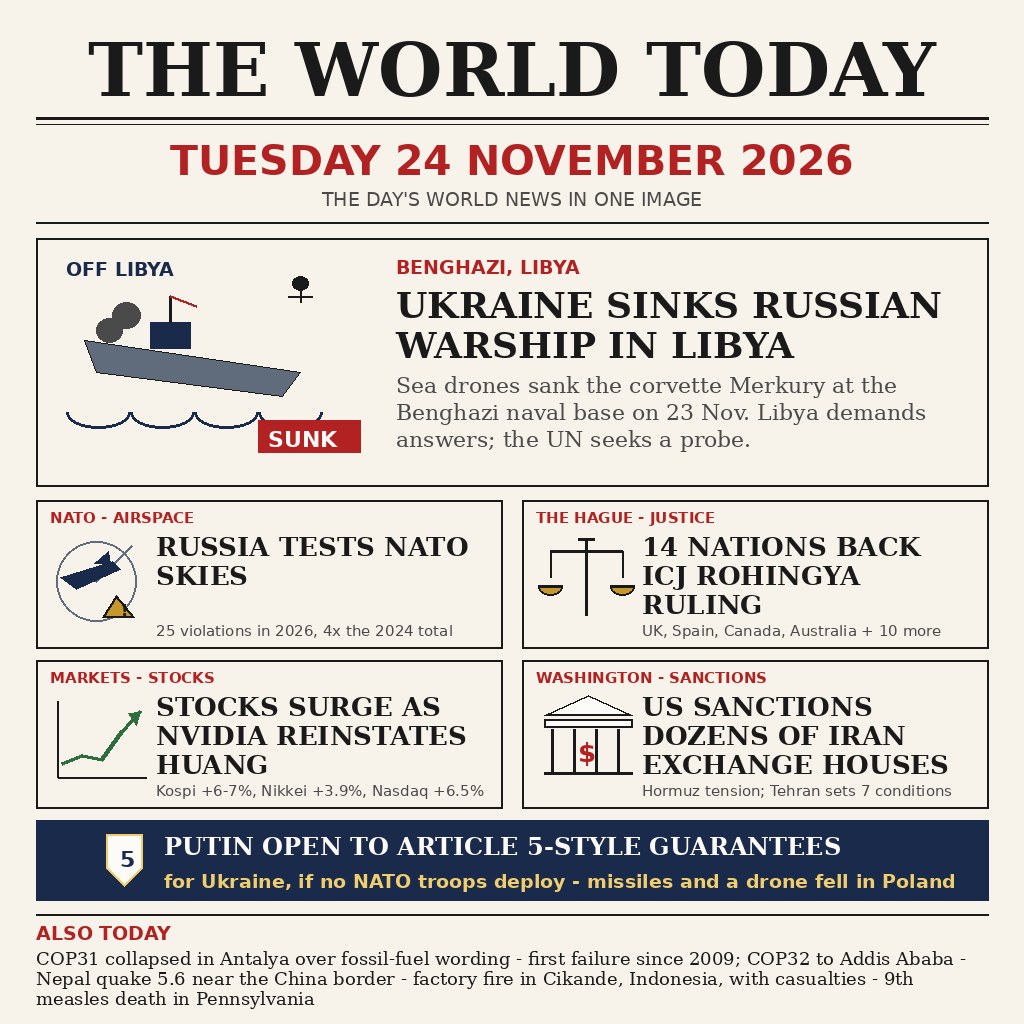 THE WORLD TODAY
TUESDAY 24 NOVEMBER 2026
THE DAY'S WORLD NEWS IN ONE IMAGE
OFF LIBYA
SUNK
BENGHAZI, LIBYA
UKRAINE SINKS RUSSIAN
WARSHIP IN LIBYA
Sea drones sank the corvette Merkury at the
Benghazi naval base on 23 Nov. Libya demands
answers; the UN seeks a probe.
NATO - AIRSPACE
RUSSIA TESTS NATO
SKIES
!
25 violations in 2026, 4x the 2024 total
THE HAGUE - JUSTICE
14 NATIONS BACK
ICJ ROHINGYA
RULING
UK, Spain, Canada, Australia + 10 more
MARKETS - STOCKS
STOCKS SURGE AS
NVIDIA REINSTATES
HUANG
Kospi +6-7%, Nikkei +3.9%, Nasdaq +6.5%
WASHINGTON - SANCTIONS
$
US SANCTIONS
DOZENS OF IRAN
EXCHANGE HOUSES
Hormuz tension; Tehran sets 7 conditions
5
PUTIN OPEN TO ARTICLE 5-STYLE GUARANTEES
for Ukraine, if no NATO troops deploy - missiles and a drone fell in Poland
ALSO TODAY
COP31 collapsed in Antalya over fossil-fuel wording - first failure since 2009; COP32 to Addis Ababa -
Nepal quake 5.6 near the China border - factory fire in Cikande, Indonesia, with casualties - 9th
measles death in Pennsylvania